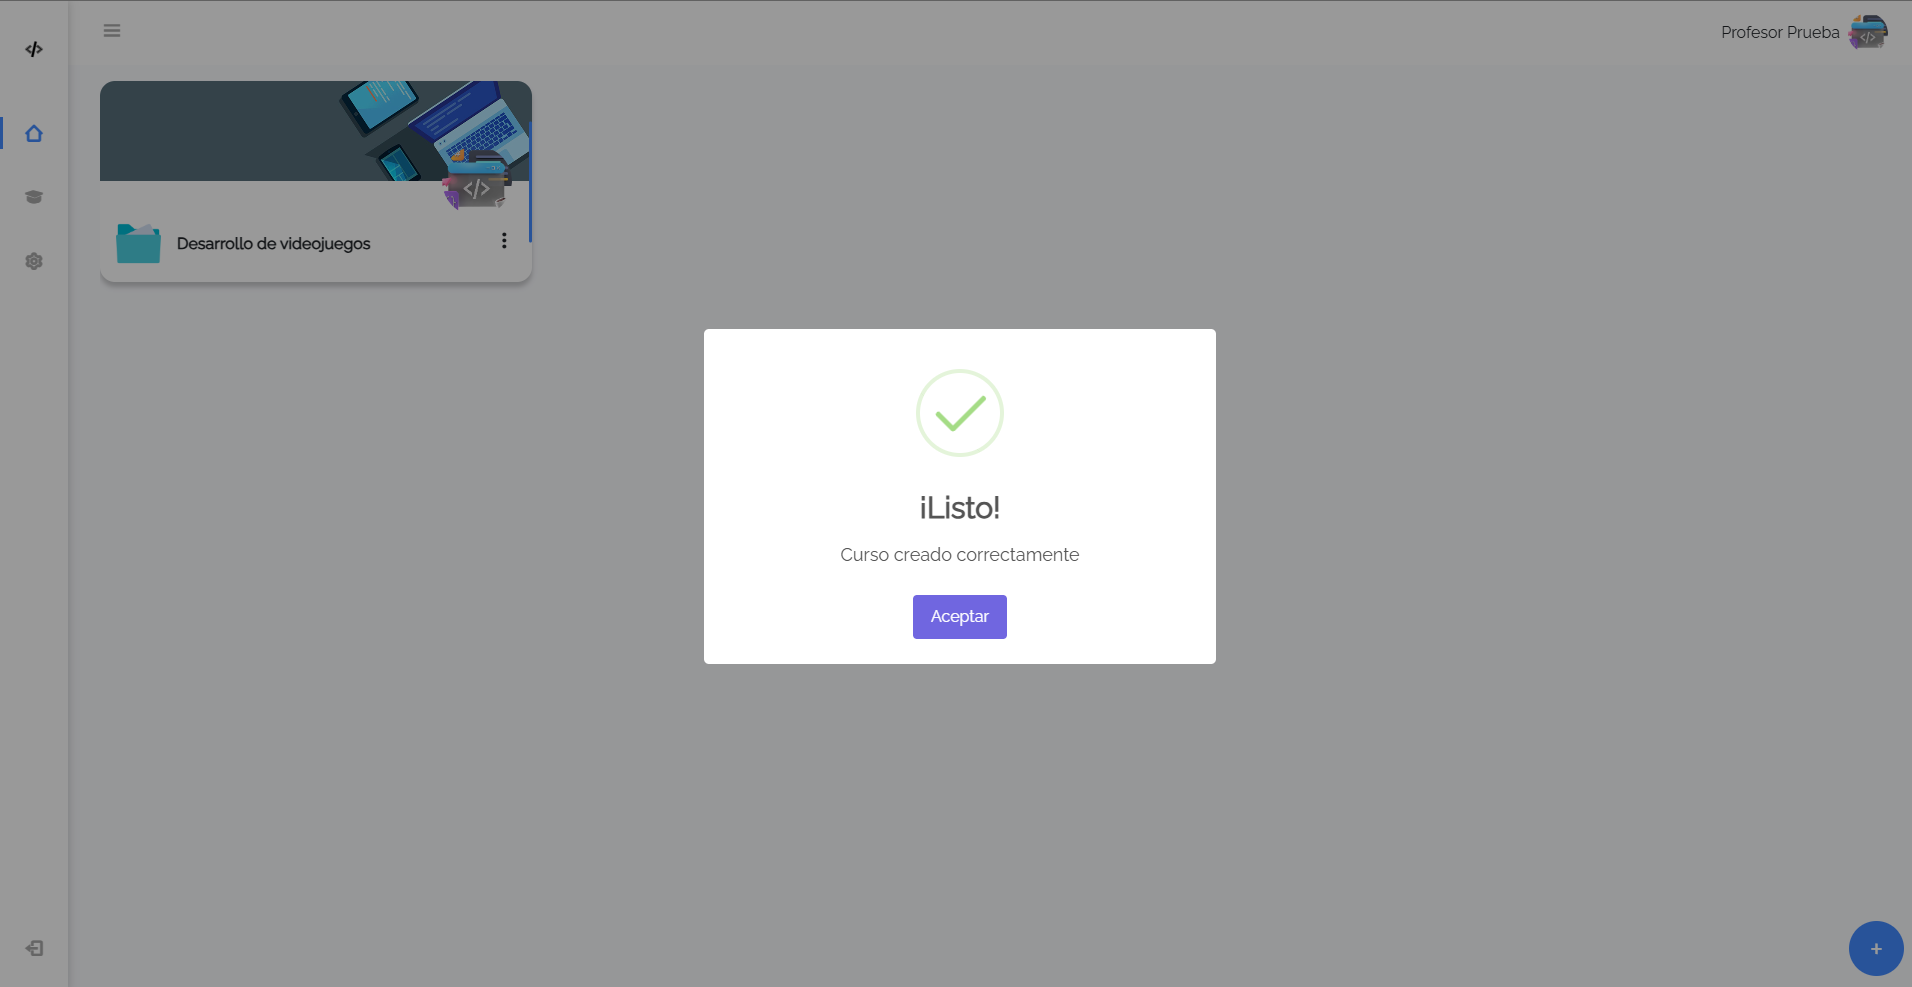 Profesor Prueba
Desarrollo de videojuegos
¡Listo!
Curso creado correctamente
Aceptar